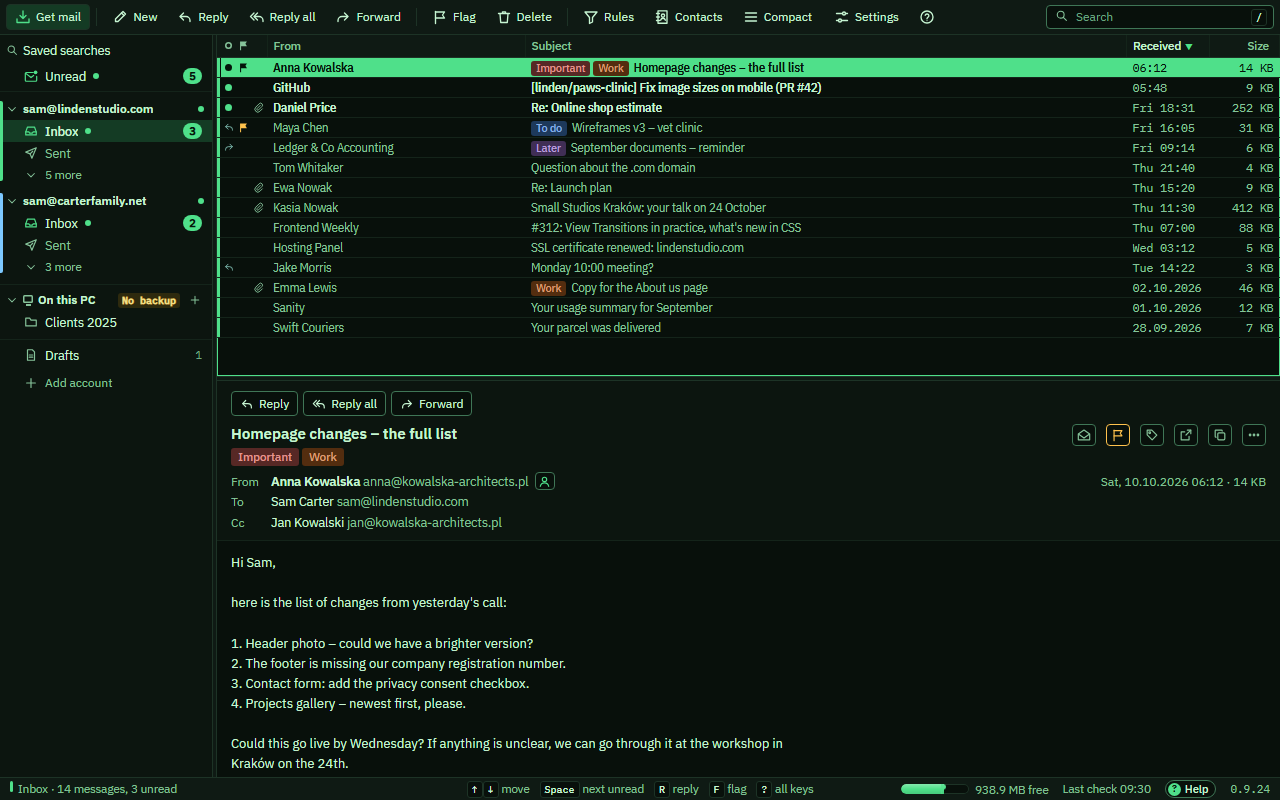 Get mail New Reply Reply all Forward Flag Delete Rules Contacts Compact Settings Search /
Saved searches
Unread 5
sam@lindenstudio.com
Inbox 3
Sent
5 more
sam@carterfamily.net
Inbox 2
Sent
3 more
On this PC No backup
Clients 2025
Drafts 1
Add account
From Subject Received Size
Anna Kowalska Important Work Homepage changes – the full list 06:12 14 KB
GitHub [linden/paws-clinic] Fix image sizes on mobile (PR #42) 05:48 9 KB
Daniel Price Re: Online shop estimate Fri 18:31 252 KB
Maya Chen To do Wireframes v3 – vet clinic Fri 16:05 31 KB
Ledger & Co Accounting Later September documents – reminder Fri 09:14 6 KB
Tom Whitaker Question about the .com domain Thu 21:40 4 KB
Ewa Nowak Re: Launch plan Thu 15:20 9 KB
Kasia Nowak Small Studios Kraków: your talk on 24 October Thu 11:30 412 KB
Frontend Weekly #312: View Transitions in practice, what's new in CSS Thu 07:00 88 KB
Hosting Panel SSL certificate renewed: lindenstudio.com Wed 03:12 5 KB
Jake Morris Monday 10:00 meeting? Tue 14:22 3 KB
Emma Lewis Work Copy for the About us page 02.10.2026 46 KB
Sanity Your usage summary for September 01.10.2026 12 KB
Swift Couriers Your parcel was delivered 28.09.2026 7 KB
Reply Reply all Forward
Homepage changes – the full list
Important Work
From Anna Kowalska anna@kowalska-architects.pl Sat, 10.10.2026 06:12 · 14 KB
To Sam Carter sam@lindenstudio.com
Cc Jan Kowalski jan@kowalska-architects.pl
Hi Sam,
here is the list of changes from yesterday's call:
1. Header photo – could we have a brighter version?
2. The footer is missing our company registration number.
3. Contact form: add the privacy consent checkbox.
4. Projects gallery – newest first, please.
Could this go live by Wednesday? If anything is unclear, we can go through it at the workshop in
Kraków on the 24th.
Inbox · 14 messages, 3 unread ↑ ↓ move Space next unread R reply F flag ? all keys 938.9 MB free Last check 09:30 ? Help 0.9.24